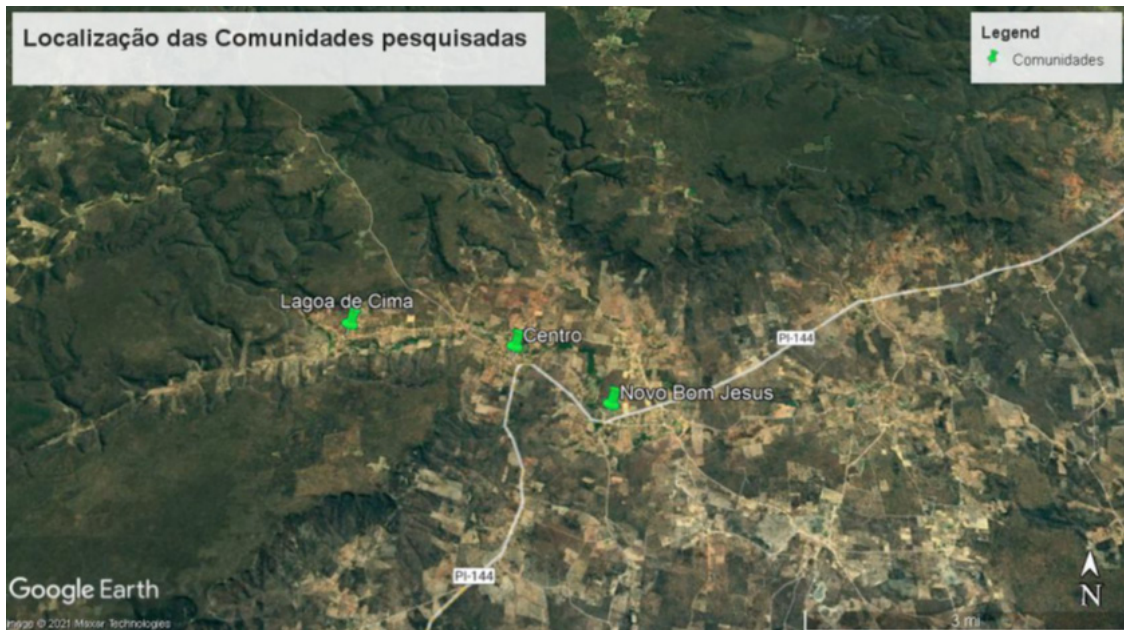 Localização das Comunidades pesquisadas
Legend
Comunidades
Lagoa de Cima
Centro
PI-144
Novo Bom Jesus
PI-144
Google Earth
Image © 2021 Maxar Technologies
N
3 mi